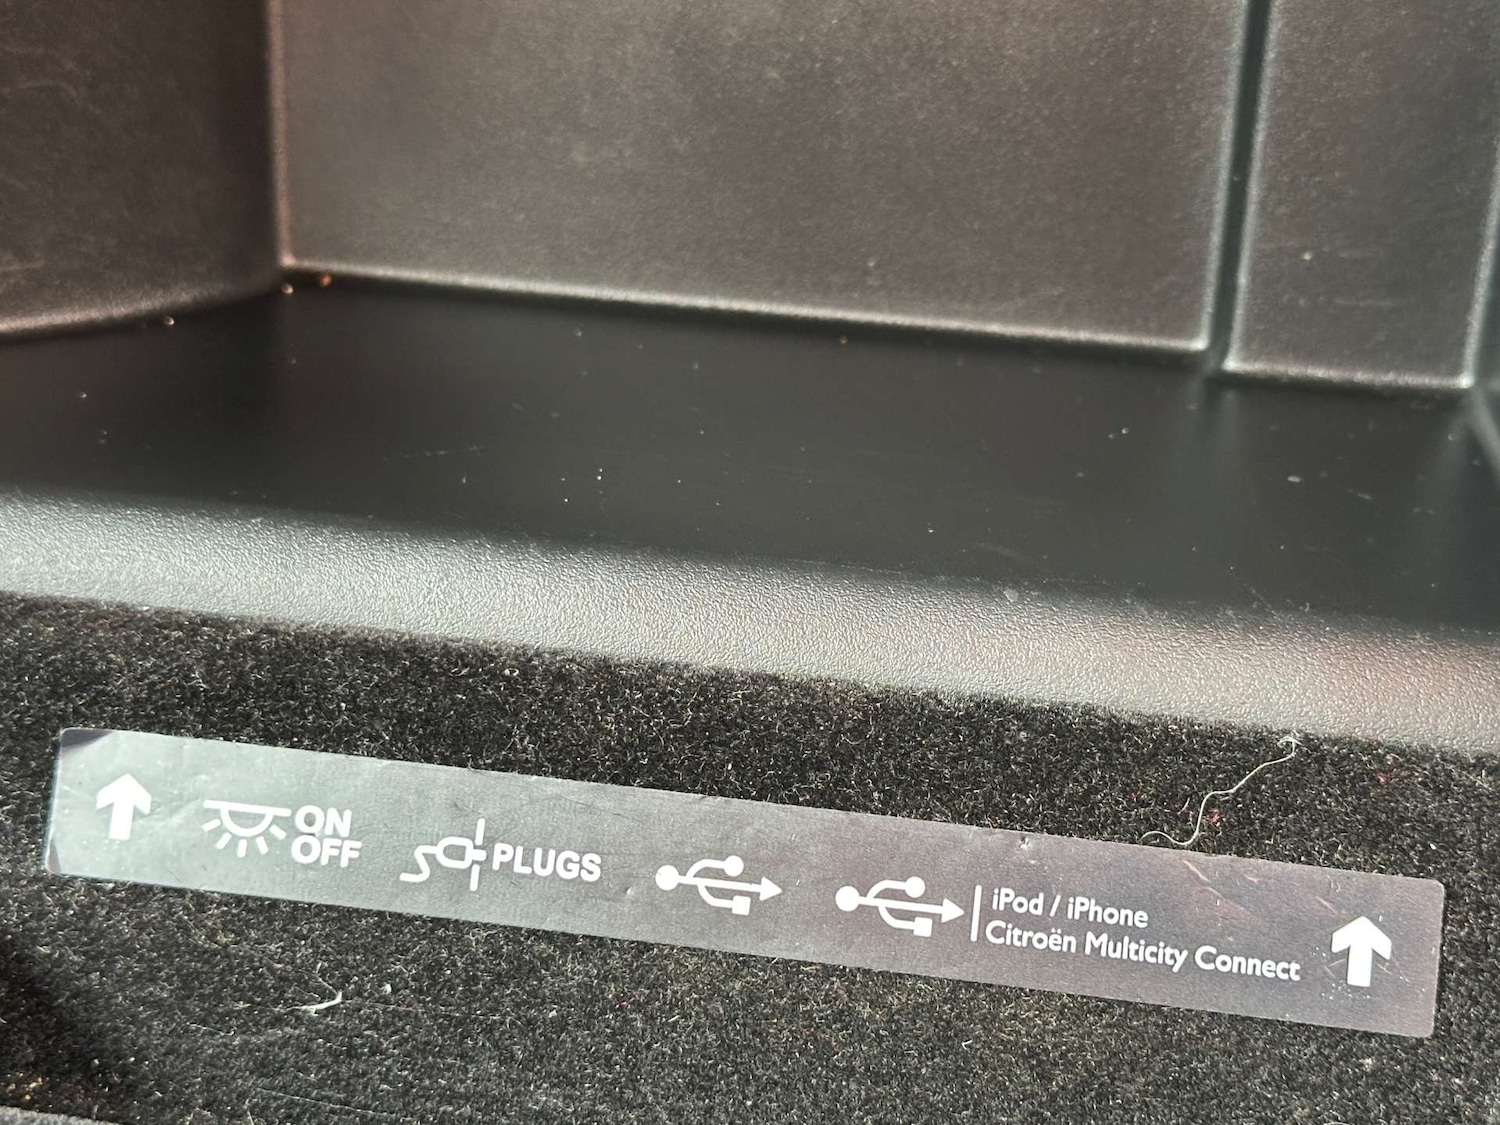 ON
OFF
PLUGS
iPod / iPhone
Citroën Multicity Connect